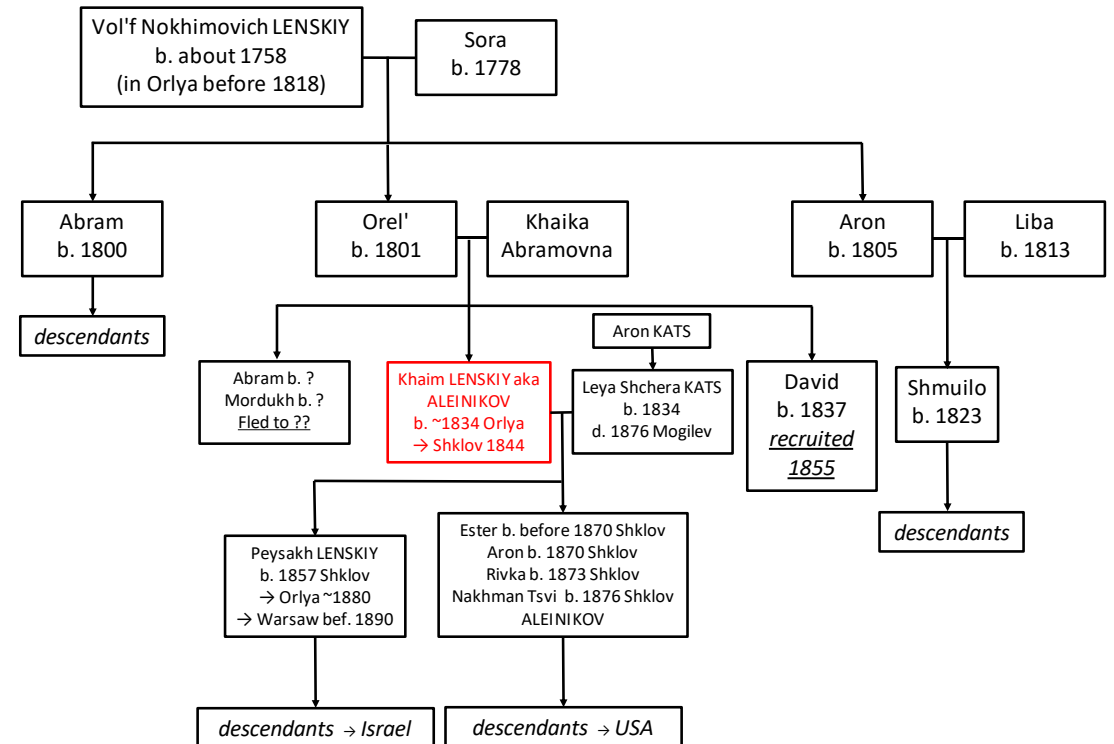 Vol'f Nokhimovich LENSKIY
b. about 1758
(in Orlya before 1818)
Sora
b. 1778
Abram
b. 1800
Orel'
b. 1801
Khaika
Abramovna
Aron
b. 1805
Liba
b. 1813
descendants
Aron KATS
Abram b. ?
Mordukh b. ?
Fled to ??
Khaim LENSKIY aka
ALEINIKOV
b. ~1834 Orlya
→ Shklov 1844
Leya Shchera KATS
b. 1834
d. 1876 Mogilev
David
b. 1837
recruited
1855
Shmuilo
b. 1823
Peysakh LENSKIY
b. 1857 Shklov
→ Orlya ~1880
→ Warsaw bef. 1890
Ester b. before 1870 Shklov
Aron b. 1870 Shklov
Rivka b. 1873 Shklov
Nakhman Tsvi b. 1876 Shklov
ALEINIKOV
descendants
descendants → Israel
descendants → USA